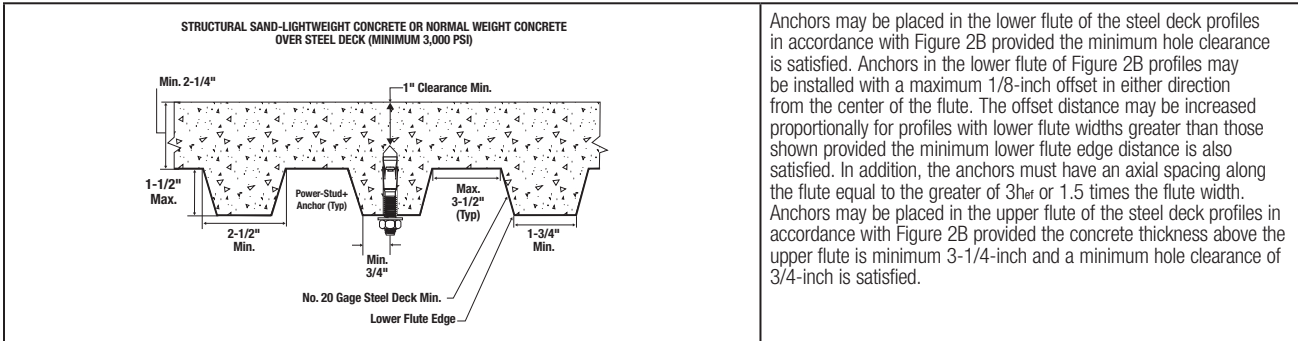 STRUCTURAL SAND-LIGHTWEIGHT CONCRETE OR NORMAL WEIGHT CONCRETE
OVER STEEL DECK (MINIMUM 3,000 PSI)
Min. 2-1/4"
1" Clearance Min.
1-1/2"
Max.
Power-Stud+
Anchor (Typ)
Max.
3-1/2"
(Typ)
2-1/2"
Min.
1-3/4"
Min.
Min.
3/4"
No. 20 Gage Steel Deck Min.
Lower Flute Edge
Anchors may be placed in the lower flute of the steel deck profiles
in accordance with Figure 2B provided the minimum hole clearance
is satisfied. Anchors in the lower flute of Figure 2B profiles may
be installed with a maximum 1/8-inch offset in either direction
from the center of the flute. The offset distance may be increased
proportionally for profiles with lower flute widths greater than those
shown provided the minimum lower flute edge distance is also
satisfied. In addition, the anchors must have an axial spacing along
the flute equal to the greater of 3hef or 1.5 times the flute width.
Anchors may be placed in the upper flute of the steel deck profiles in
accordance with Figure 2B provided the concrete thickness above the
upper flute is minimum 3-1/4-inch and a minimum hole clearance of
3/4-inch is satisfied.